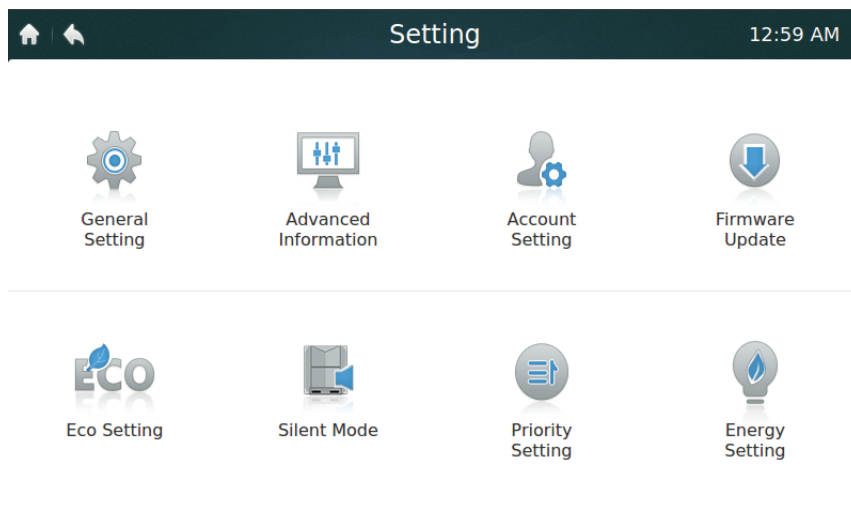 Setting
12:59 AM
General
Setting
Advanced
Information
Account
Setting
Firmware
Update
ECO
Eco Setting
Silent Mode
Priority
Setting
Energy
Setting